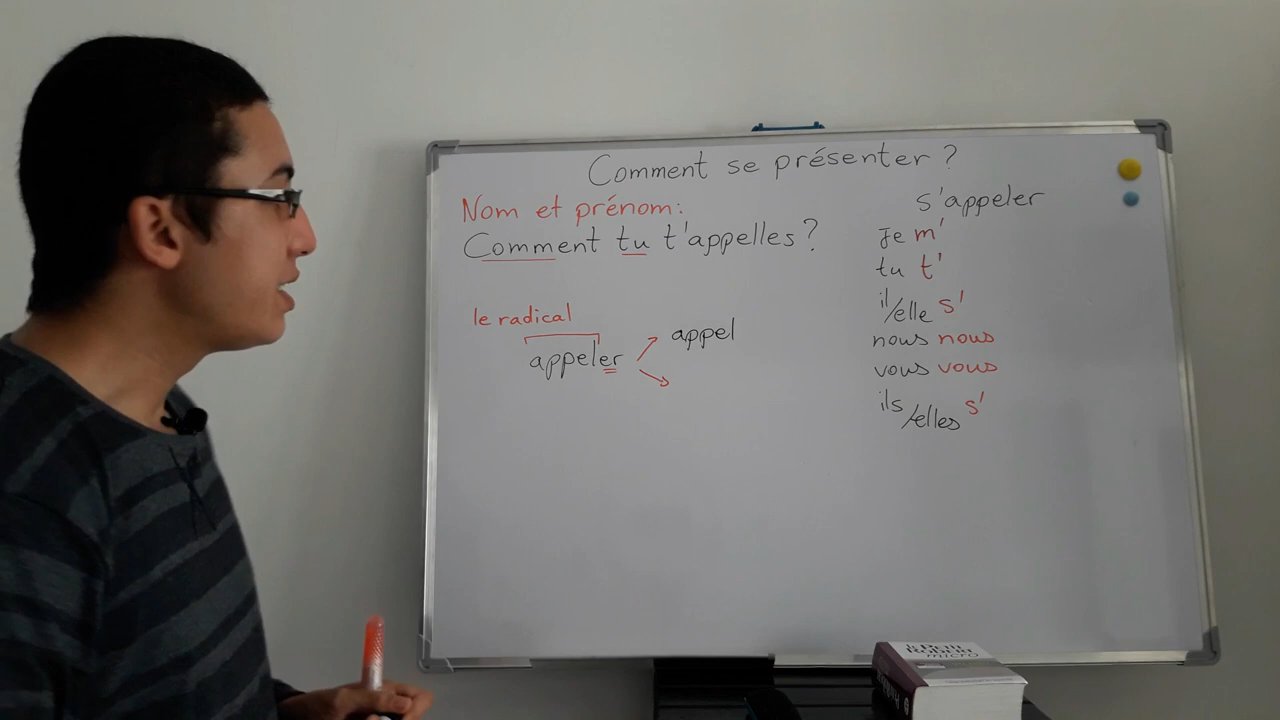 Comment se présenter ?
Nom et prénom:
Comment tu t'appelles ?
le radical
appeler
appel
s'appeler
Je m'
tu t'
il/elle s'
nous nous
vous vous
ils/elles s'
micro